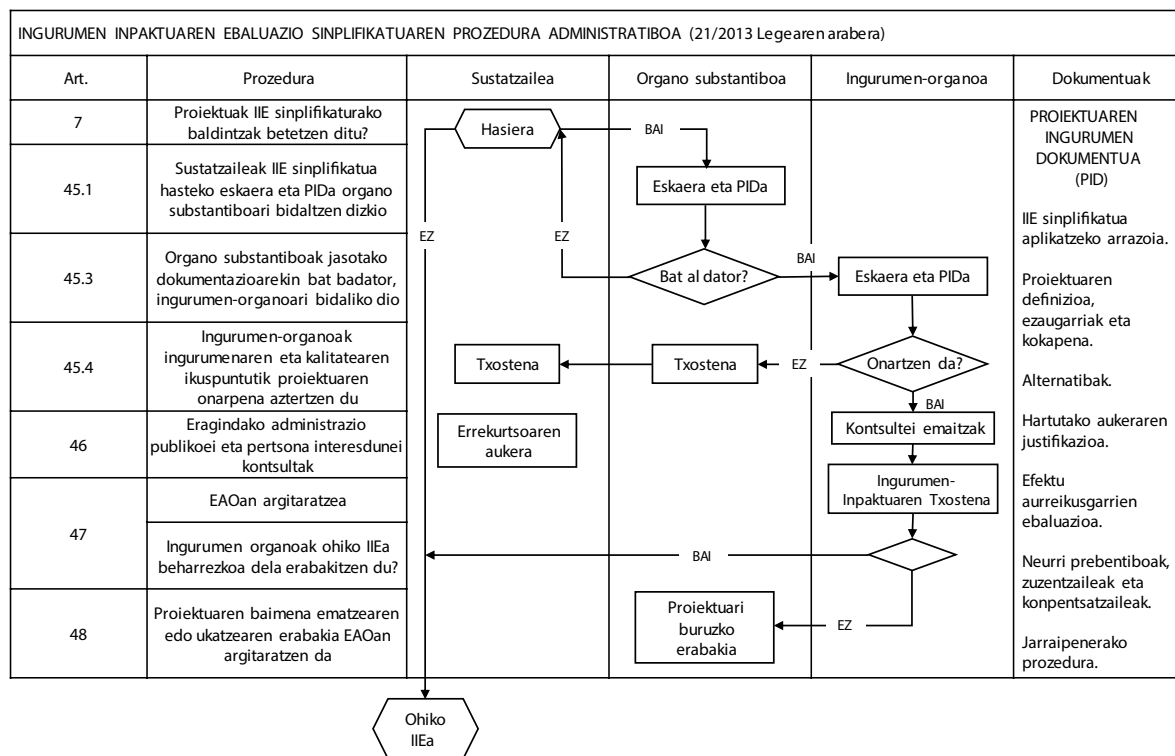 INGURUMEN INPAKTUAREN EBALUAZIO SINPLIFIKATUAREN PROZEDURA ADMINISTRATIBOA (21/2013 Legearen arabera)
Art.
Prozedura
Sustatzailea
Organo substantiboa
Ingurumen-organoa
Dokumentuak
7
Proiektuak IIE sinplifikaturako
baldintzak betetzen ditu?
Hasiera
BAI
45.1
Sustatzaileak IIE sinplifikatua
hasteko eskaera eta PIDa organo
substantiboari bidaltzen dizkio
Eskaera eta PIDa
EZ
EZ
45.3
Organo substantiboak jasotako
dokumentazioarekin bat badator,
ingurumen-organoari bidaliko dio
Bat al dator?
BAI
Eskaera eta PIDa
45.4
Ingurumen-organoak
ingurumenaren eta kalitatearen
ikuspuntutik proiektuaren
onarpena aztertzen du
Txostena
Txostena
EZ
Onartzen da?
BAI
46
Eragindako administrazio
publikoei eta pertsona interesdunei
kontsultak
Errekurtsoaren
aukera
Kontsultei emaitzak
47
EAOan argitaratzea
Ingurumen-
Inpaktuaren Txostena
Ingurumen organoak ohiko IIEa
beharrezkoa dela erabakitzen du?
BAI
48
Proiektuaren baimena ematzearen
edo ukatzearen erabakia EAOan
argitaratzen da
Proiektuari
buruzko
erabakia
EZ
PROIEKTUAREN
INGURUMEN
DOKUMENTUA
(PID)
IIE sinplifikatua
aplikatzeko arrazoia.
Proiektuaren
definizioa,
ezaugarriak eta
kokapena.
Alternatibak.
Hartutako aukeraren
justifikazioa.
Efektu
aurreikusgarrien
ebaluazioa.
Neurri prebentiboak,
zuzentzaileak eta
konpentsatzaileak.
Jarraipenerako
prozedura.
Ohiko
IIEa